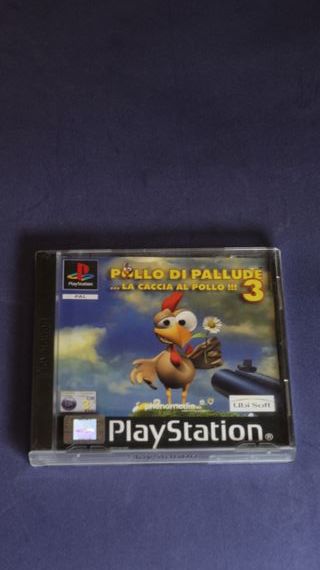 PlayStation
PAL
POLLO DI PALLUDE
... LA CACCIA AL POLLO !!! 3
phenomedia
Ubi Soft
PlayStation®